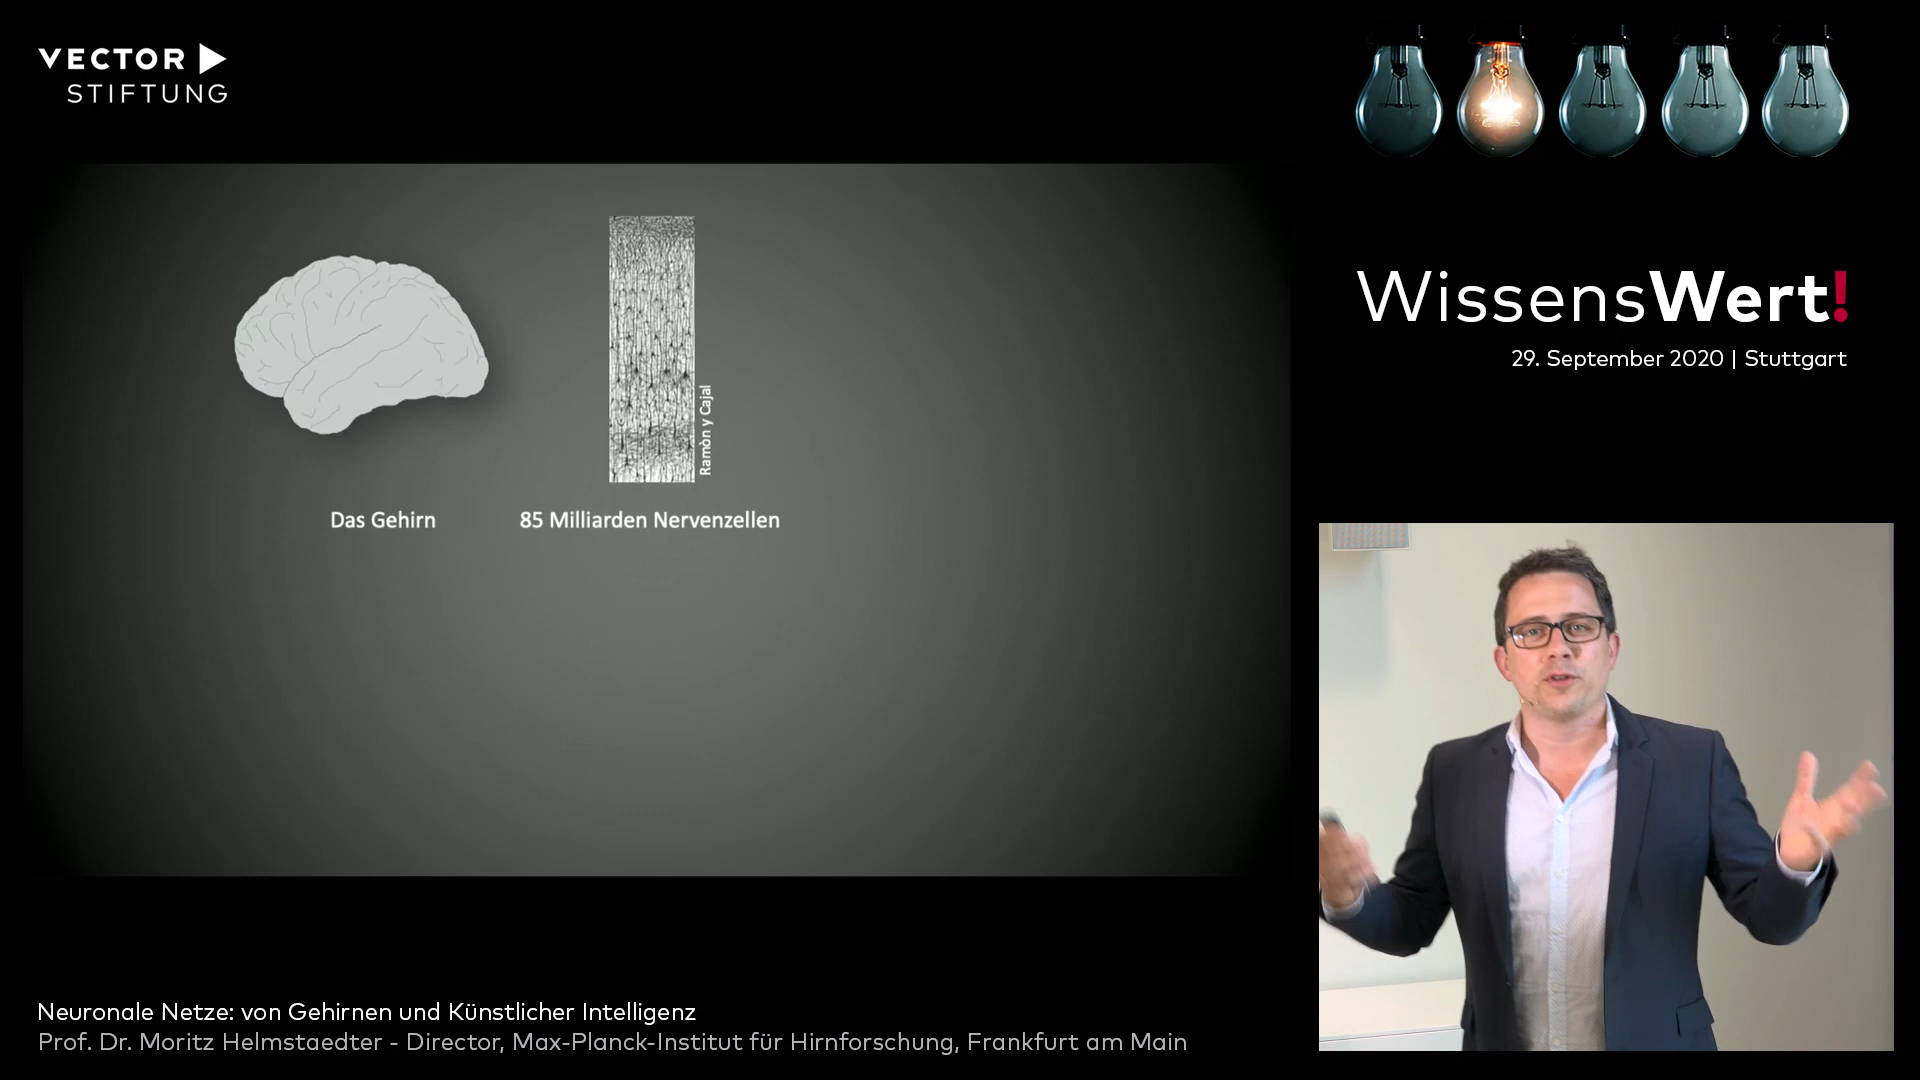 VECTOR
STIFTUNG
WissensWert!
29. September 2020 | Stuttgart
Ramòn y Cajal
Das Gehirn
85 Milliarden Nervenzellen
Neuronale Netze: von Gehirnen und Künstlicher Intelligenz
Prof. Dr. Moritz Helmstaedter - Director, Max-Planck-Institut für Hirnforschung, Frankfurt am Main